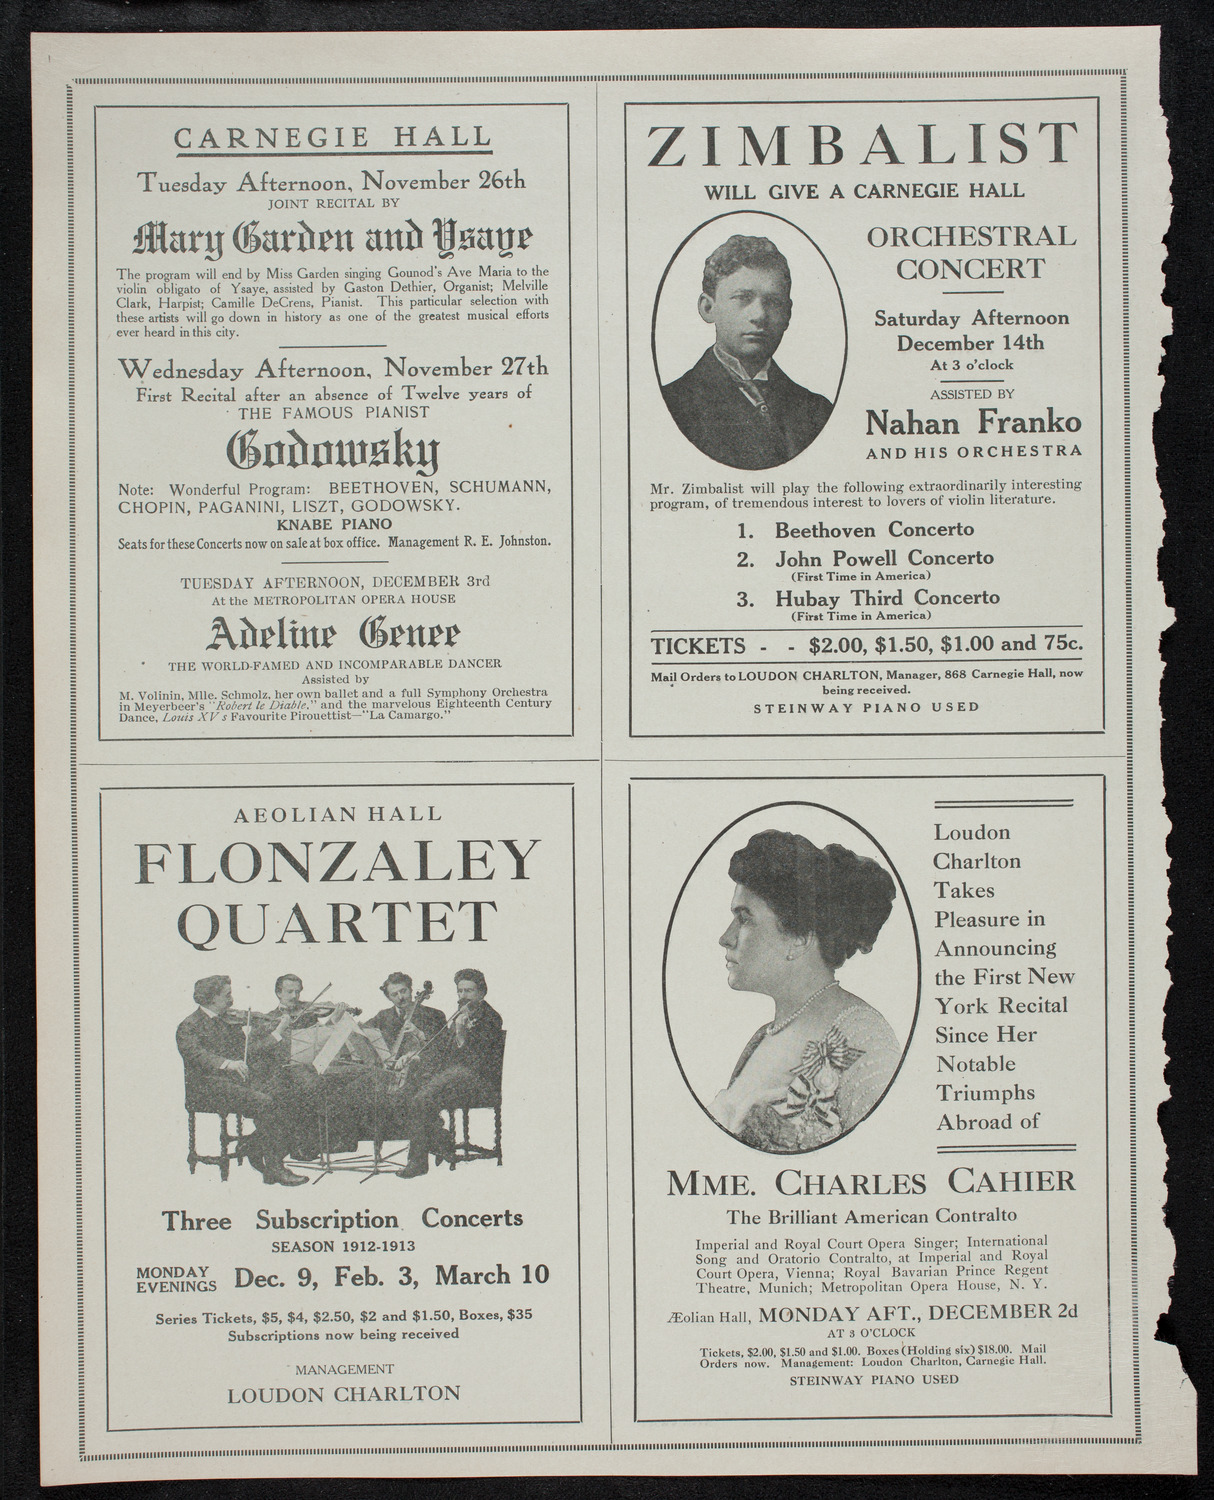 CARNEGIE HALL
Tuesday Afternoon, November 26th
JOINT RECITAL BY
Mary Garden and Ysaye
The program will end by Miss Garden singing Gounod's Ave Maria to the
violin obligato of Ysaye, assisted by Gaston Dethier, Organist; Melville
Clark, Harpist; Camille DeCrens, Pianist. This particular selection with
these artists will go down in history as one of the greatest musical efforts
ever heard in this city.
Wednesday Afternoon, November 27th
First Recital after an absence of Twelve years of
THE FAMOUS PIANIST
Godowsky
Note: Wonderful Program: BEETHOVEN, SCHUMANN,
CHOPIN, PAGANINI, LISZT, GODOWSKY.
KNABE PIANO
Seats for these Concerts now on sale at box office. Management R. E. Johnston.
TUESDAY AFTERNOON, DECEMBER 3rd
At the METROPOLITAN OPERA HOUSE
Adeline Genee
THE WORLD-FAMED AND INCOMPARABLE DANCER
Assisted by
M. Volinin, Mlle. Schmolz, her own ballet and a full Symphony Orchestra
in Meyerbeer's "Robert le Diable," and the marvelous Eighteenth Century
Dance, Louis XV's Favourite Pirouettist—"La Camargo."
ZIMBALIST
WILL GIVE A CARNEGIE HALL
ORCHESTRAL
CONCERT
Saturday Afternoon
December 14th
At 3 o'clock
ASSISTED BY
Nahan Franko
AND HIS ORCHESTRA
Mr. Zimbalist will play the following extraordinarily interesting
program, of tremendous interest to lovers of violin literature.
1. Beethoven Concerto
2. John Powell Concerto
(First Time in America)
3. Hubay Third Concerto
(First Time in America)
TICKETS - - $2.00, $1.50, $1.00 and 75c.
Mail Orders to LOUDON CHARLTON, Manager, 868 Carnegie Hall, now
being received.
STEINWAY PIANO USED
AEOLIAN HALL
FLONZALEY
QUARTET
Three Subscription Concerts
SEASON 1912-1913
MONDAY
EVENINGS Dec. 9, Feb. 3, March 10
Series Tickets, $5, $4, $2.50, $2 and $1.50, Boxes, $35
Subscriptions now being received
MANAGEMENT
LOUDON CHARLTON
Loudon
Charlton
Takes
Pleasure in
Announcing
the First New
York Recital
Since Her
Notable
Triumphs
Abroad of
MME. CHARLES CAHIER
The Brilliant American Contralto
Imperial and Royal Court Opera Singer; International
Song and Oratorio Contralto, at Imperial and Royal
Court Opera, Vienna; Royal Bavarian Prince Regent
Theatre, Munich; Metropolitan Opera House, N. Y.
Æolian Hall, MONDAY AFT., DECEMBER 2d
AT 3 O'CLOCK
Tickets, $2.00, $1.50 and $1.00. Boxes (Holding six) $18.00. Mail
Orders now. Management: Loudon Charlton, Carnegie Hall.
STEINWAY PIANO USED